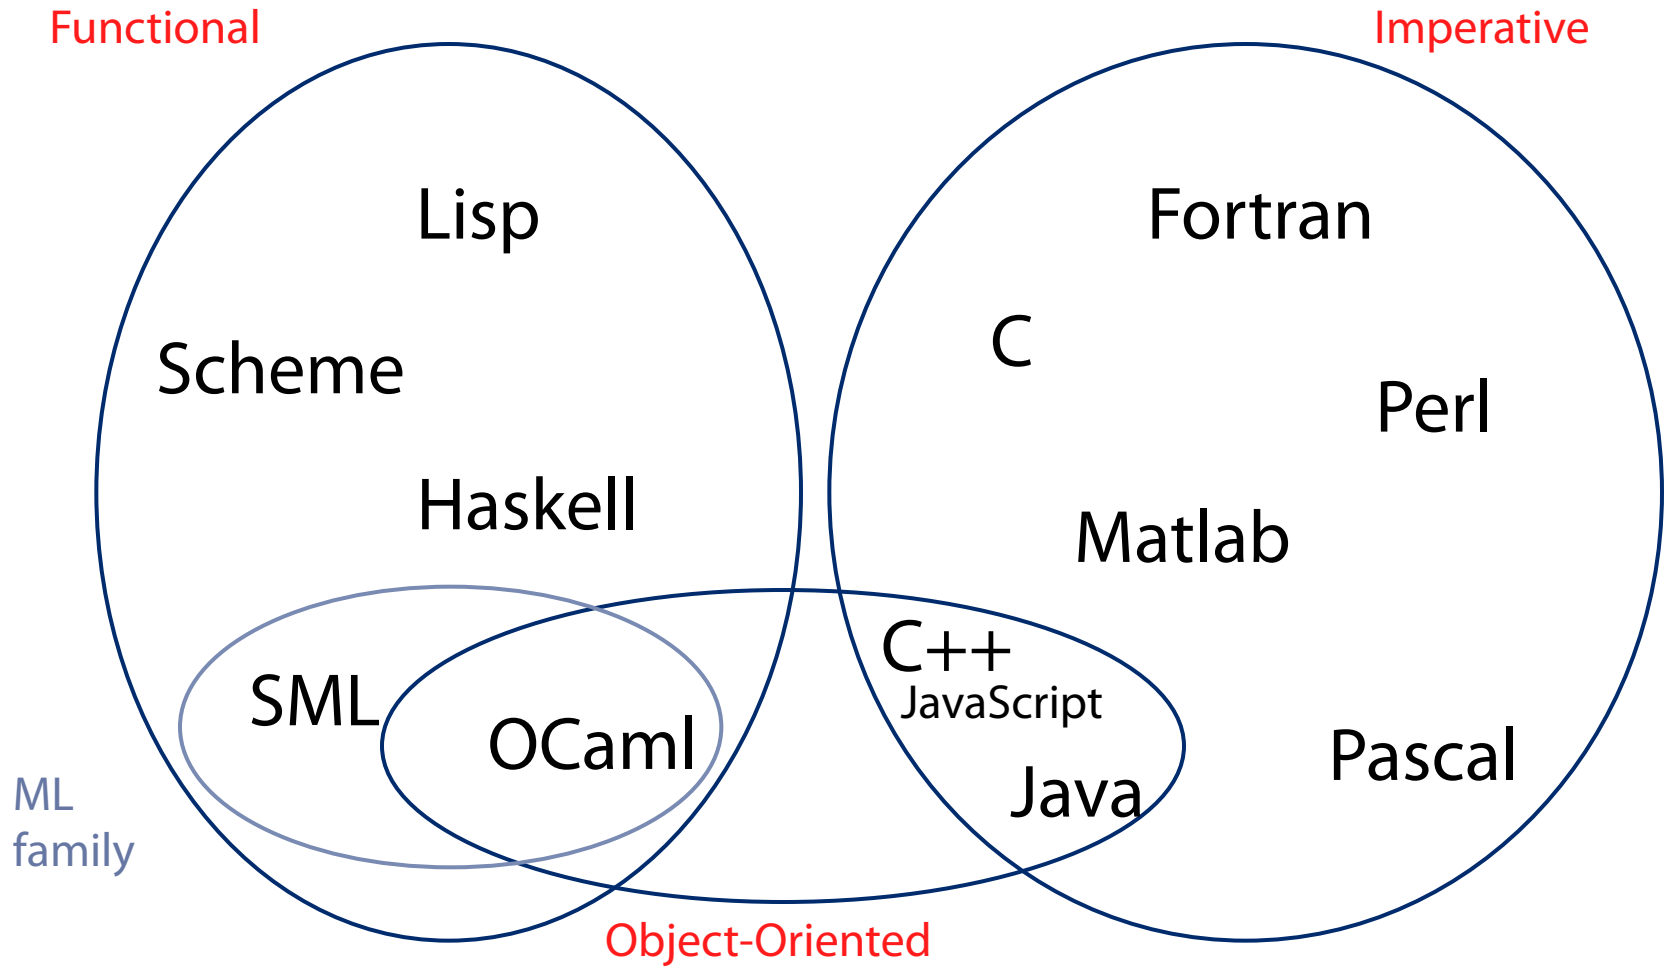 Functional
Imperative
Lisp
Fortran
C
Scheme
Perl
Haskell
Matlab
C++
SML
JavaScript
OCaml
Pascal
Java
ML
family
Object-Oriented